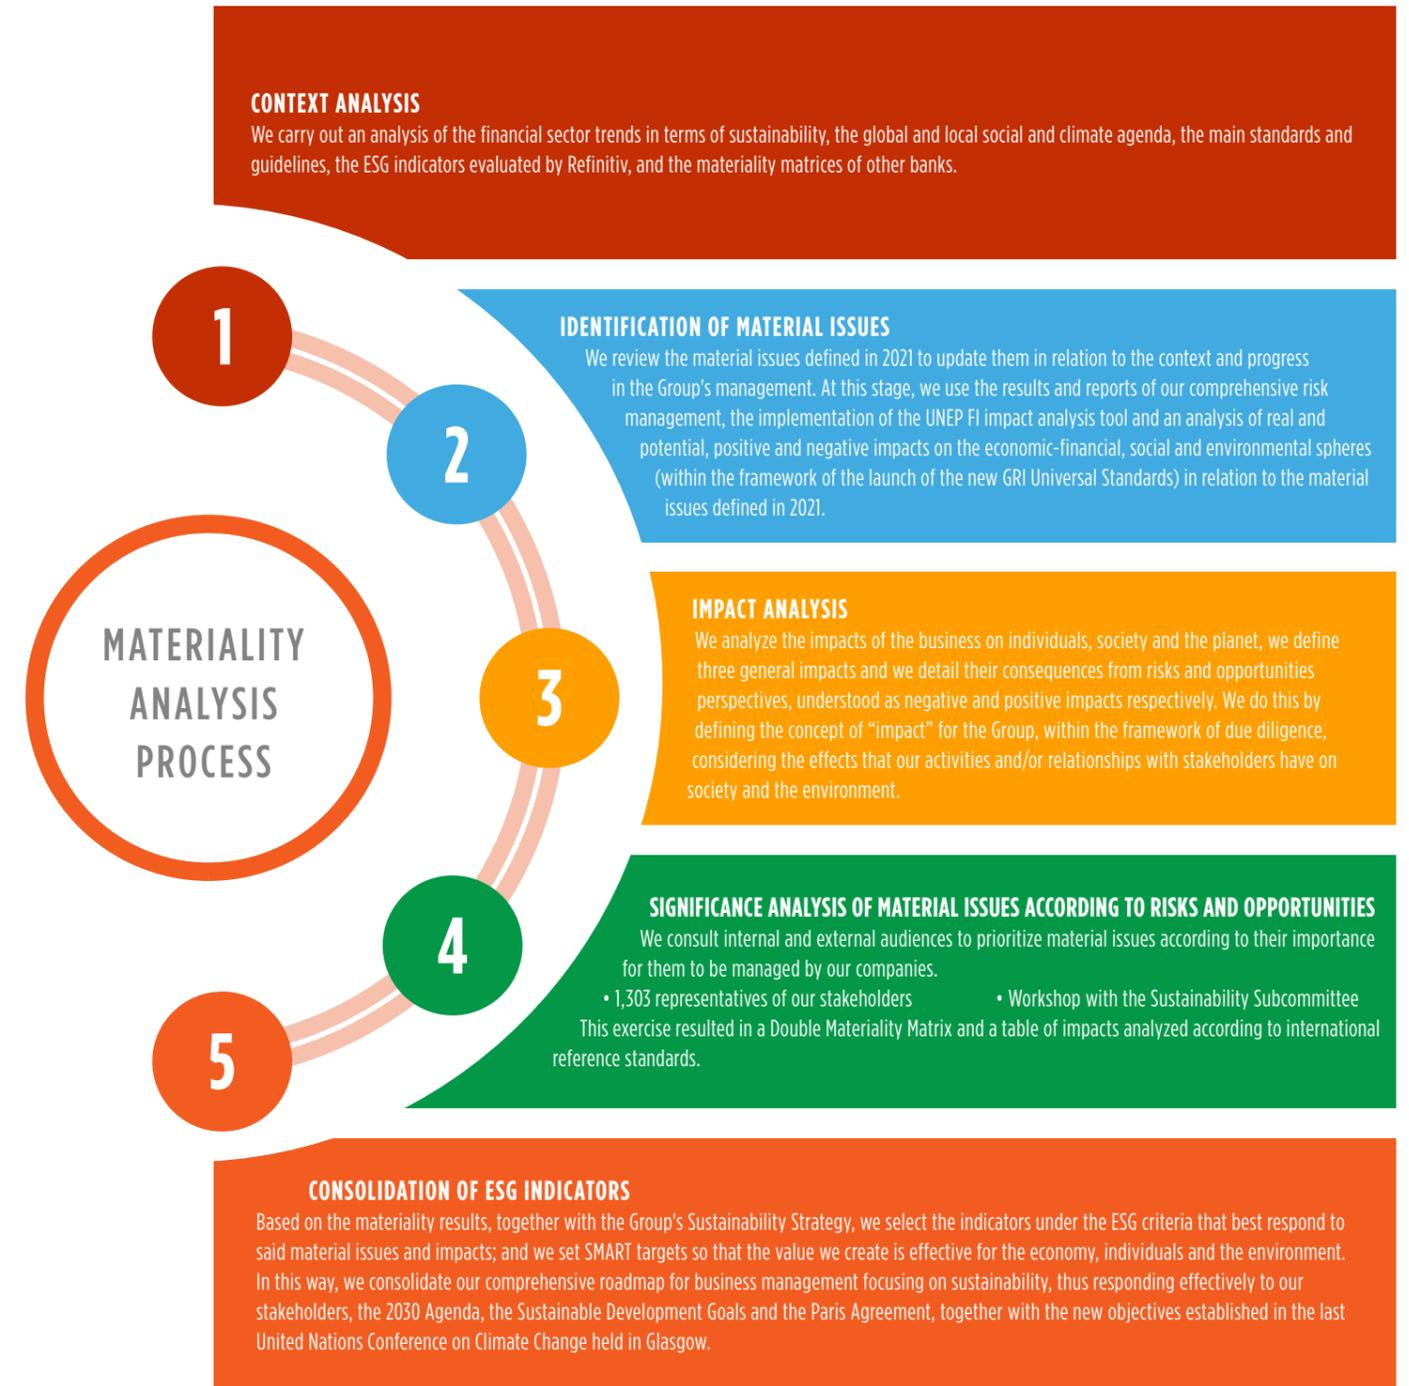 CONTEXT ANALYSIS
We carry out an analysis of the financial sector trends in terms of sustainability, the global and local social and climate agenda, the main standards and
guidelines, the ESG indicators evaluated by Refinitiv, and the materiality matrices of other banks.
1
IDENTIFICATION OF MATERIAL ISSUES
We review the material issues defined in 2021 to update them in relation to the context and progress
in the Group's management. At this stage, we use the results and reports of our comprehensive risk
management, the implementation of the UNEP FI impact analysis tool and an analysis of real and
potential, positive and negative impacts on the economic-financial, social and environmental spheres
(within the framework of the launch of the new GRI Universal Standards) in relation to the material
issues defined in 2021.
2
MATERIALITY
ANALYSIS
PROCESS
IMPACT ANALYSIS
We analyze the impacts of the business on individuals, society and the planet, we define
three general impacts and we detail their consequences from risks and opportunities
perspectives, understood as negative and positive impacts respectively. We do this by
defining the concept of “impact” for the Group, within the framework of due diligence,
considering the effects that our activities and/or relationships with stakeholders have on
society and the environment.
3
SIGNIFICANCE ANALYSIS OF MATERIAL ISSUES ACCORDING TO RISKS AND OPPORTUNITIES
We consult internal and external audiences to prioritize material issues according to their importance
for them to be managed by our companies.
• 1,303 representatives of our stakeholders • Workshop with the Sustainability Subcommittee
This exercise resulted in a Double Materiality Matrix and a table of impacts analyzed according to international
reference standards.
4
5
CONSOLIDATION OF ESG INDICATORS
Based on the materiality results, together with the Group's Sustainability Strategy, we select the indicators under the ESG criteria that best respond to
said material issues and impacts; and we set SMART targets so that the value we create is effective for the economy, individuals and the environment.
In this way, we consolidate our comprehensive roadmap for business management focusing on sustainability, thus responding effectively to our
stakeholders, the 2030 Agenda, the Sustainable Development Goals and the Paris Agreement, together with the new objectives established in the last
United Nations Conference on Climate Change held in Glasgow.